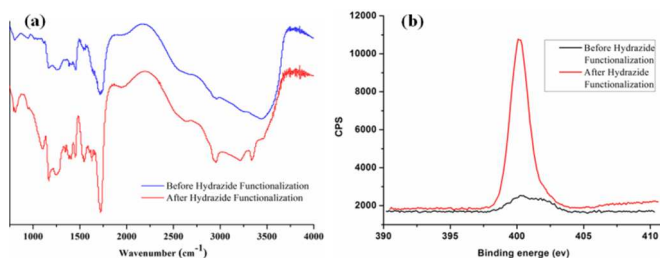 (a)
Before Hydrazide Functionalization
After Hydrazide Functionalization
1000 1500 2000 2500 3000 3500 4000
Wavenumber (cm-1)
(b)
12000
10000
8000
6000
4000
2000
CPS
Before Hydrazide
Functionalization
After Hydrazide
Functionalization
390 395 400 405 410
Binding energe (ev)